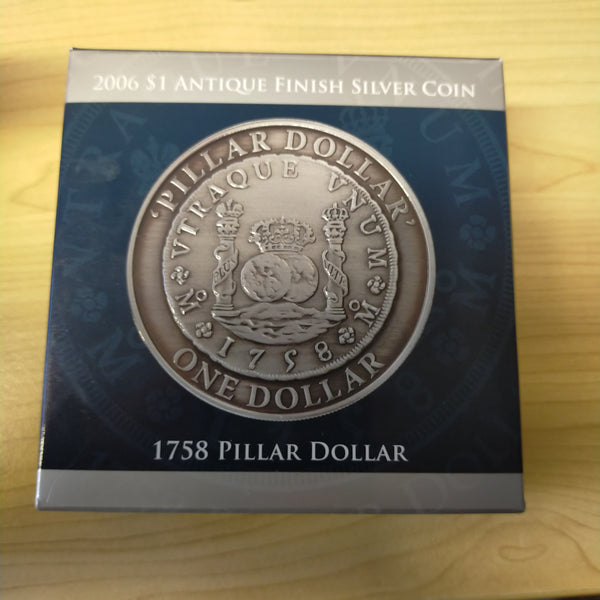 2006 $1 ANTIQUE FINISH SILVER COIN
'PILLAR DOLLAR'
VTRAQUE VNUM
M 1758 M
ONE DOLLAR
1758 PILLAR DOLLAR